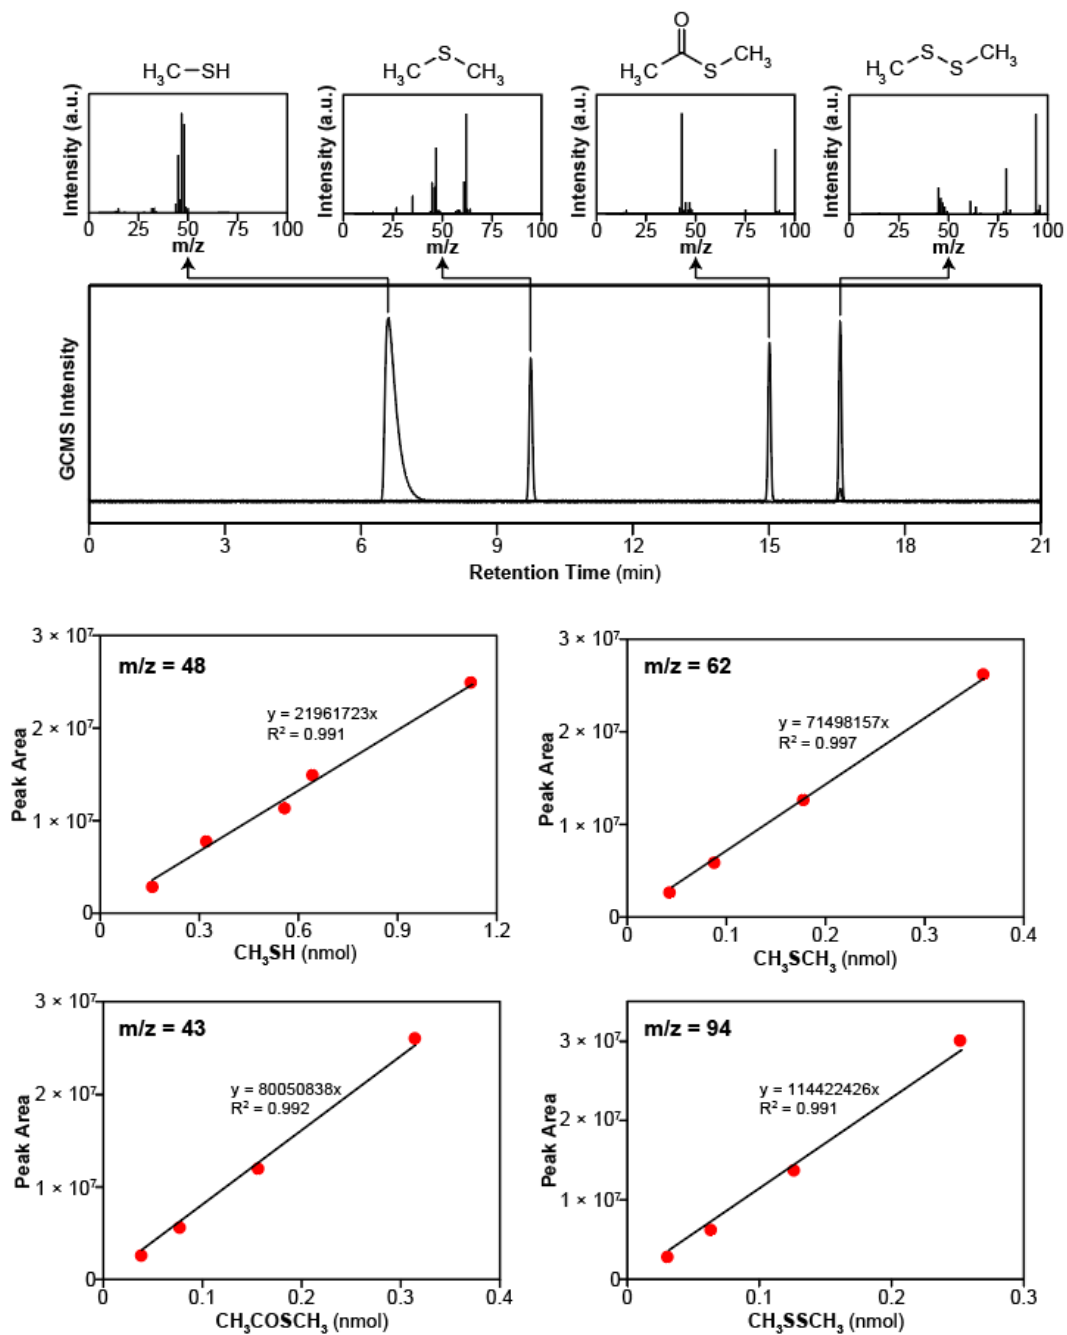 H₃C–SH
H₃C S CH₃
O
H₃C S CH₃
H₃C S S CH₃
Intensity (a.u.)
0 25 50 75 100
m/z
Intensity (a.u.)
0 25 50 75 100
m/z
Intensity (a.u.)
0 25 50 75 100
m/z
Intensity (a.u.)
0 25 50 75 100
m/z
GCMS Intensity
0 3 6 9 12 15 18 21
Retention Time (min)
m/z = 48
y = 21961723x
R² = 0.991
Peak Area
3 × 10⁷
2 × 10⁷
1 × 10⁷
0
0 0.3 0.6 0.9 1.2
CH₃SH (nmol)
m/z = 62
y = 71498157x
R² = 0.997
Peak Area
3 × 10⁷
2 × 10⁷
1 × 10⁷
0
0 0.1 0.2 0.3 0.4
CH₃SCH₃ (nmol)
m/z = 43
y = 80050838x
R² = 0.992
Peak Area
3 × 10⁷
2 × 10⁷
1 × 10⁷
0
0 0.1 0.2 0.3 0.4
CH₃COSCH₃ (nmol)
m/z = 94
y = 114422426x
R² = 0.991
Peak Area
3 × 10⁷
2 × 10⁷
1 × 10⁷
0
0 0.1 0.2 0.3
CH₃SSCH₃ (nmol)